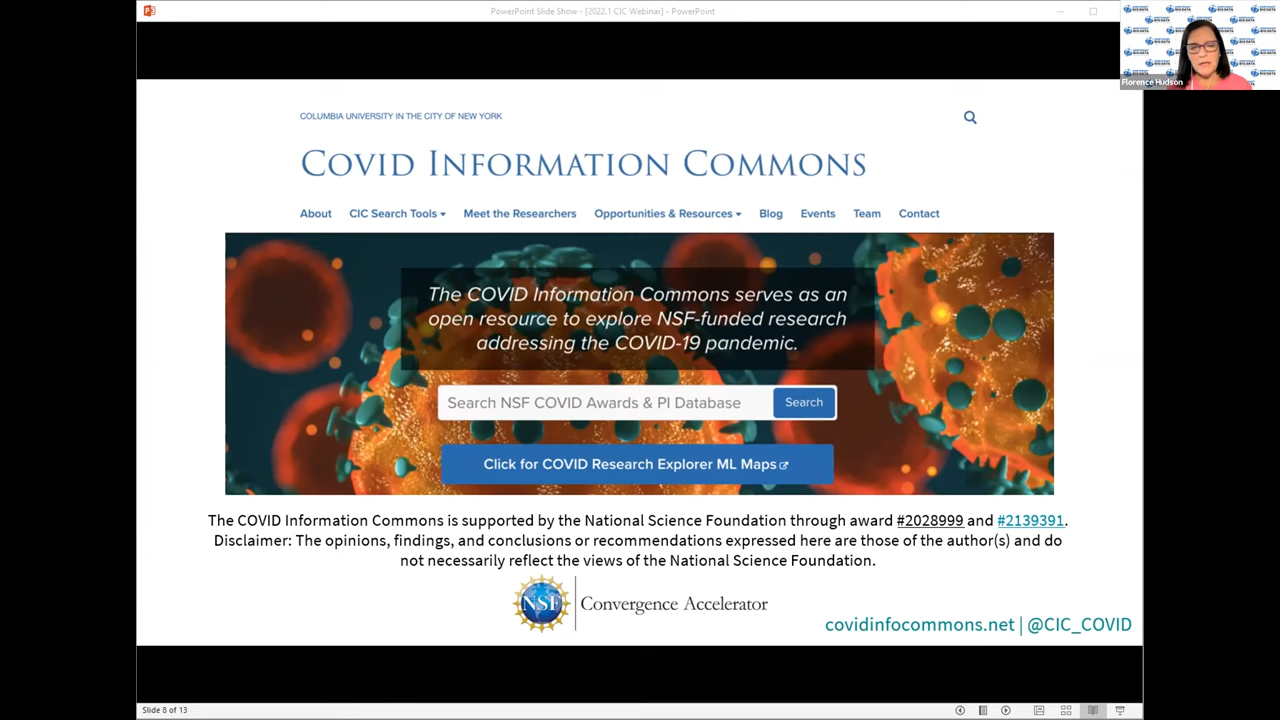 PowerPoint Slide Show - [2022.1 CIC Webinar] - PowerPoint
Florence Hudson
COLUMBIA UNIVERSITY IN THE CITY OF NEW YORK
COVID INFORMATION COMMONS
About CIC Search Tools Meet the Researchers Opportunities & Resources Blog Events Team Contact
The COVID Information Commons serves as an
open resource to explore NSF-funded research
addressing the COVID-19 pandemic.
Search NSF COVID Awards & PI Database Search
Click for COVID Research Explorer ML Maps
The COVID Information Commons is supported by the National Science Foundation through award #2028999 and #2139391.
Disclaimer: The opinions, findings, and conclusions or recommendations expressed here are those of the author(s) and do
not necessarily reflect the views of the National Science Foundation.
NSF Convergence Accelerator
covidinfocommons.net | @CIC_COVID
Slide 8 of 13